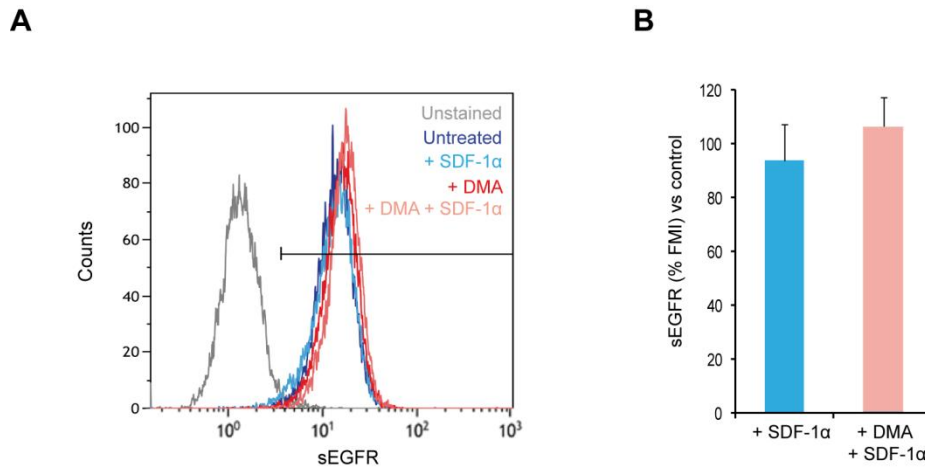 A
Counts
100
80
60
40
20
0
10⁰
10¹
10²
10³
sEGFR
Unstained
Untreated
+ SDF-1α
+ DMA
+ DMA + SDF-1α
B
sEGFR (% FMI) vs control
120
100
80
60
40
20
0
+ SDF-1α
+ DMA
+ SDF-1α